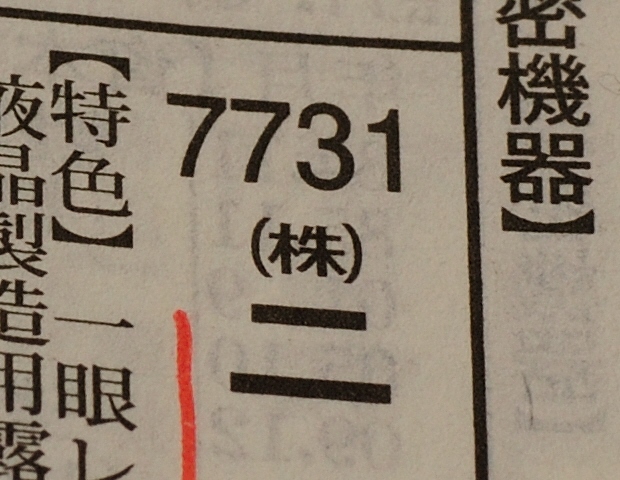 密機器】
7731
(株)
ニ
【特色】一眼レ
液晶製造用露